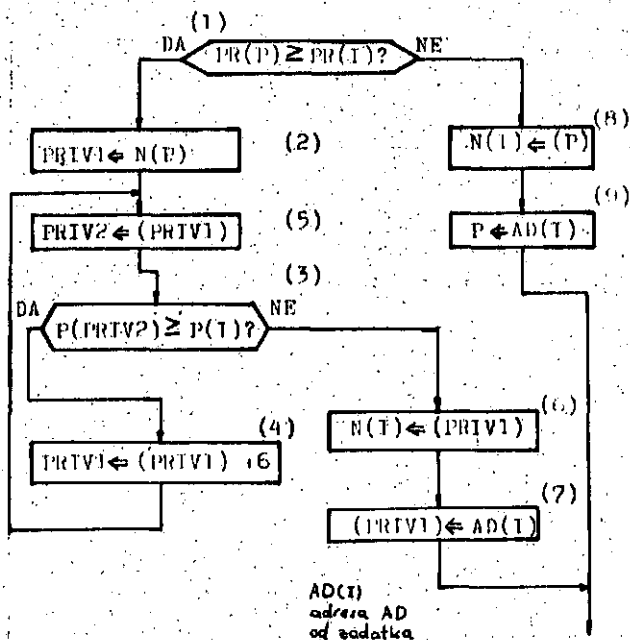 (1)
DA
PR(P) ≥ PR(I)?
NE
PRIV1 ⇐ N(P)
(2)
N(I) ⇐ (P)
(8)
PRIV2 ⇐ (PRIV1)
(5)
P ⇐ AD(I)
(9)
(3)
DA
P(PRIV2) ≥ P(I)?
NE
PRIV1 ⇐ (PRIV1) +6
(4)
N(I) ⇐ (PRIV1)
(6)
(PRIV1) ⇐ AD(I)
(7)
AD(I)
adresa AD
od zadatka